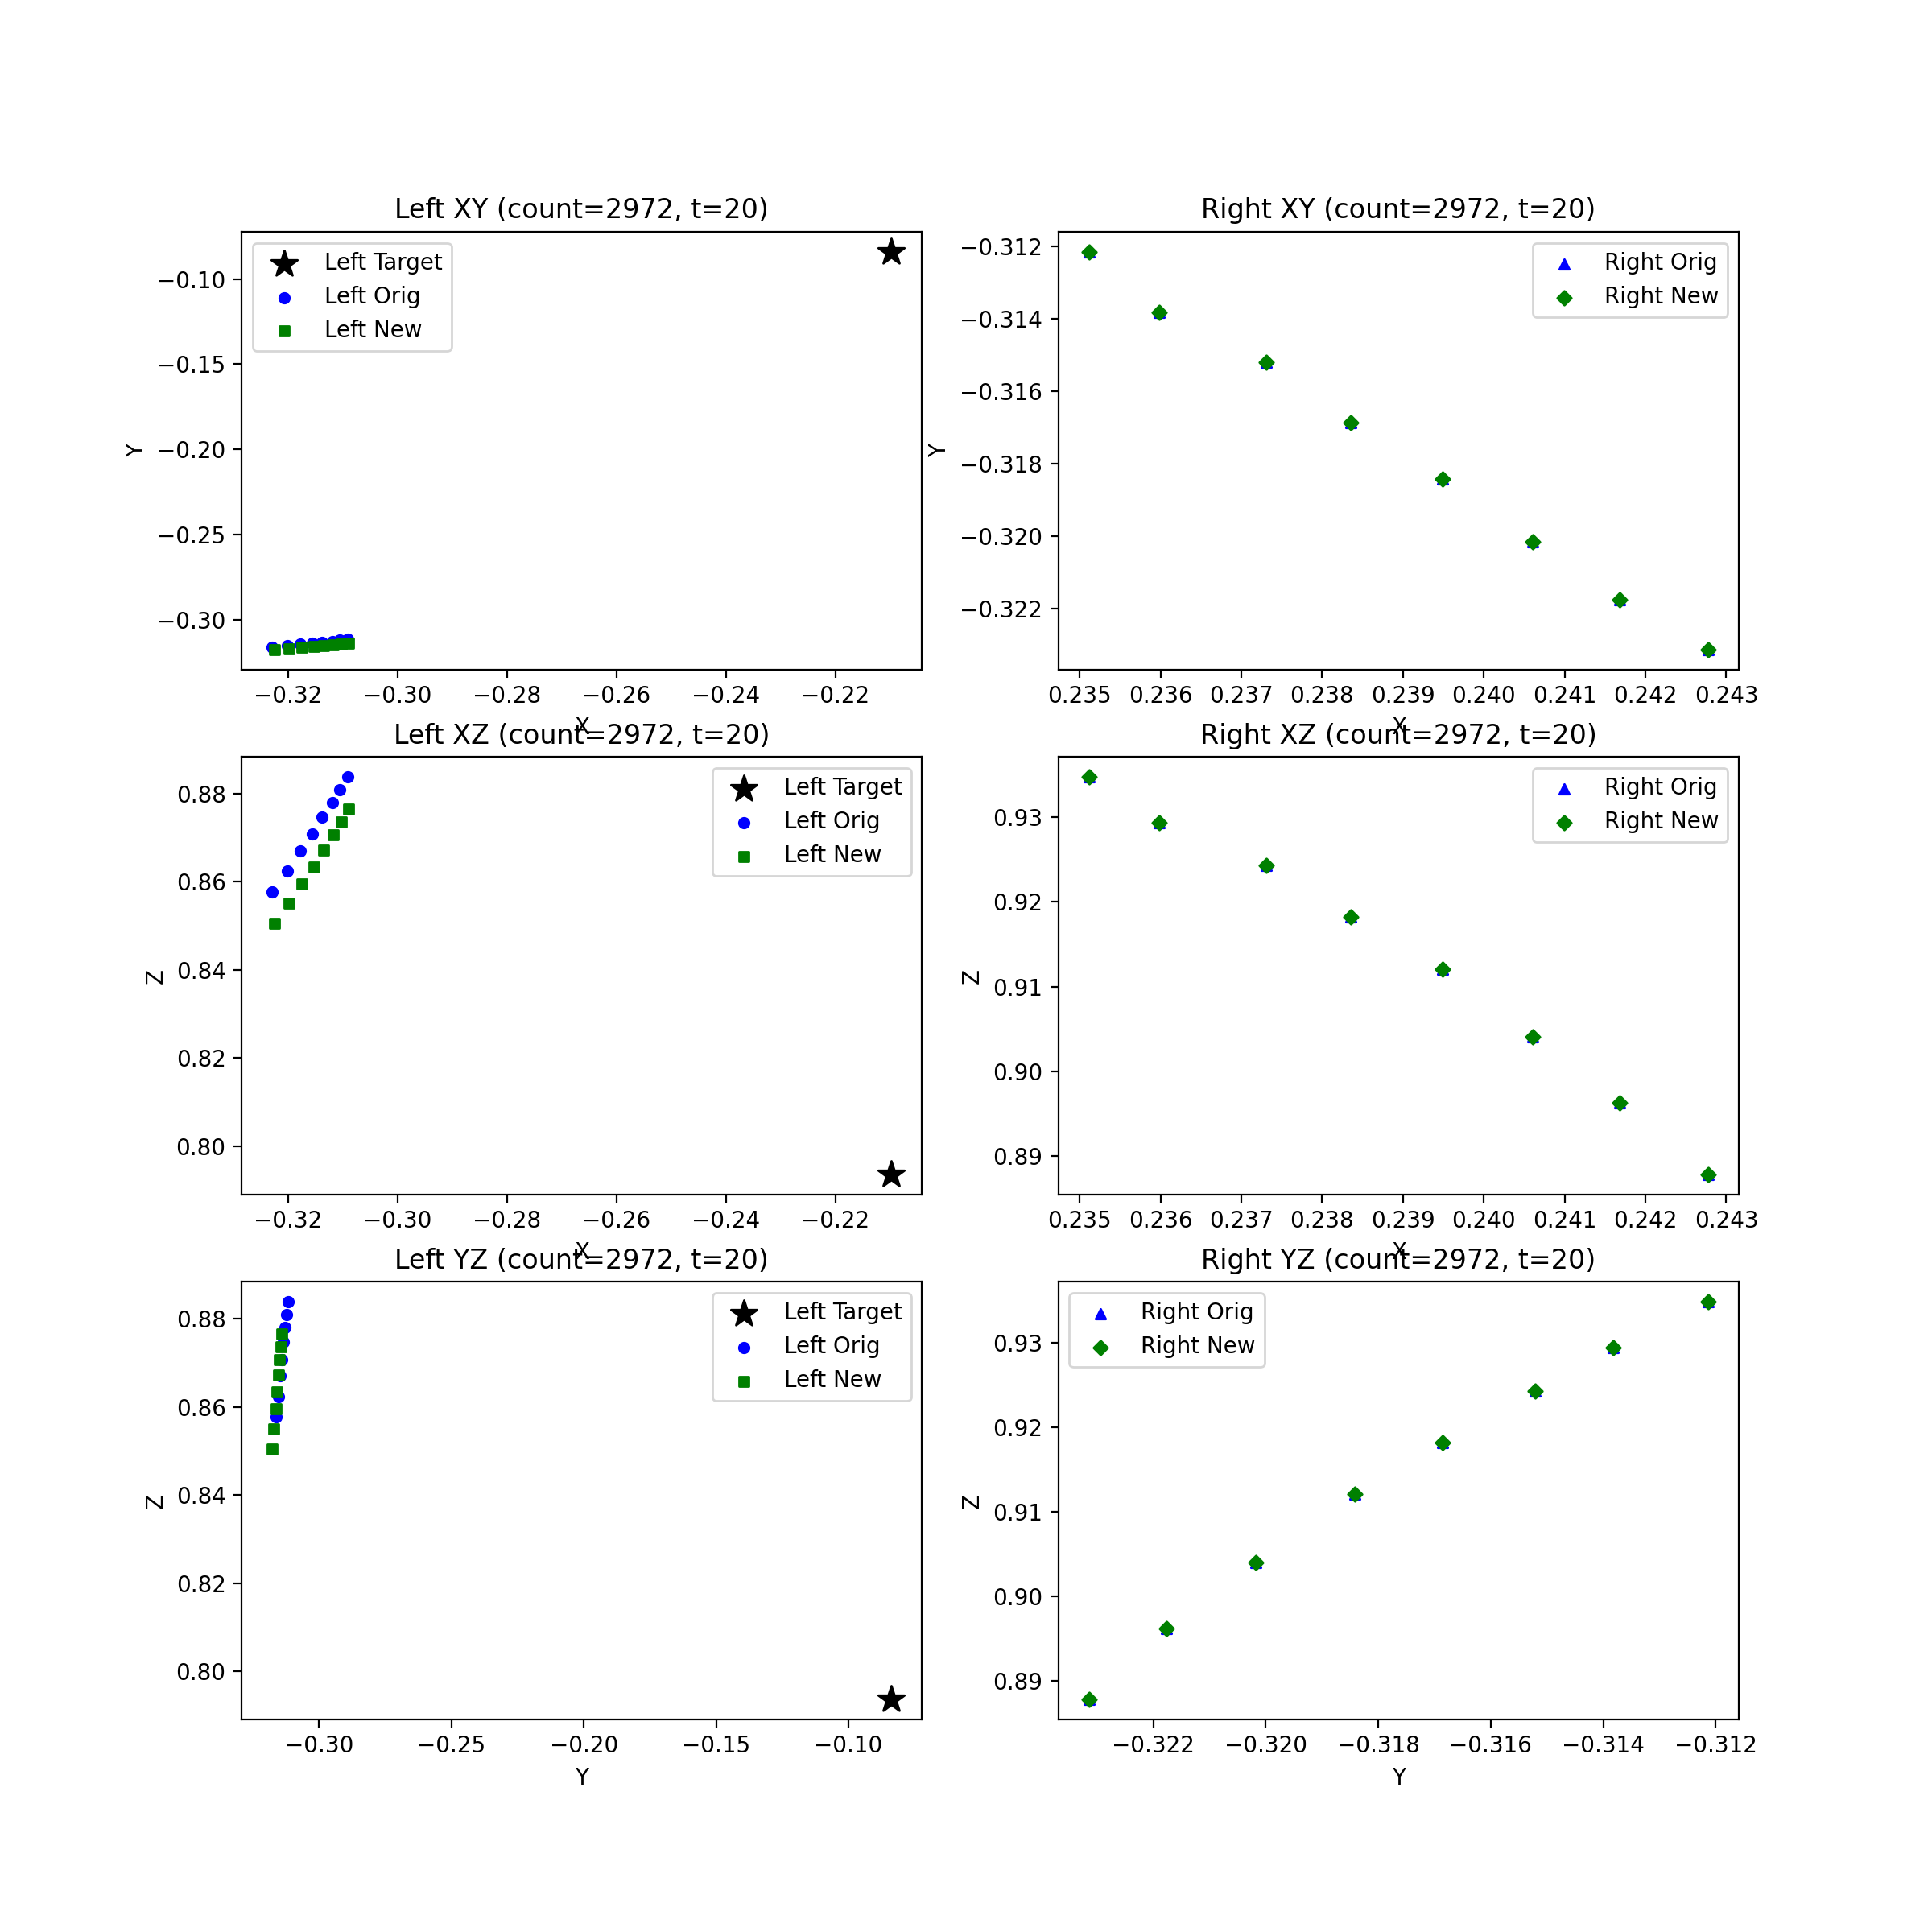 Left XY (count=2972, t=20)
Left Target
Left Orig
Left New
−0.10
−0.15
−0.20
−0.25
−0.30
Y
−0.32 −0.30 −0.28 −0.26 −0.24 −0.22
X
Right XY (count=2972, t=20)
Right Orig
Right New
−0.312
−0.314
−0.316
−0.318
−0.320
−0.322
Y
0.235 0.236 0.237 0.238 0.239 0.240 0.241 0.242 0.243
X
Left XZ (count=2972, t=20)
Left Target
Left Orig
Left New
0.88
0.86
0.84
0.82
0.80
Z
−0.32 −0.30 −0.28 −0.26 −0.24 −0.22
X
Right XZ (count=2972, t=20)
Right Orig
Right New
0.93
0.92
0.91
0.90
0.89
Z
0.235 0.236 0.237 0.238 0.239 0.240 0.241 0.242 0.243
X
Left YZ (count=2972, t=20)
Left Target
Left Orig
Left New
0.88
0.86
0.84
0.82
0.80
Z
−0.30 −0.25 −0.20 −0.15 −0.10
Y
Right YZ (count=2972, t=20)
Right Orig
Right New
0.93
0.92
0.91
0.90
0.89
Z
−0.322 −0.320 −0.318 −0.316 −0.314 −0.312
Y